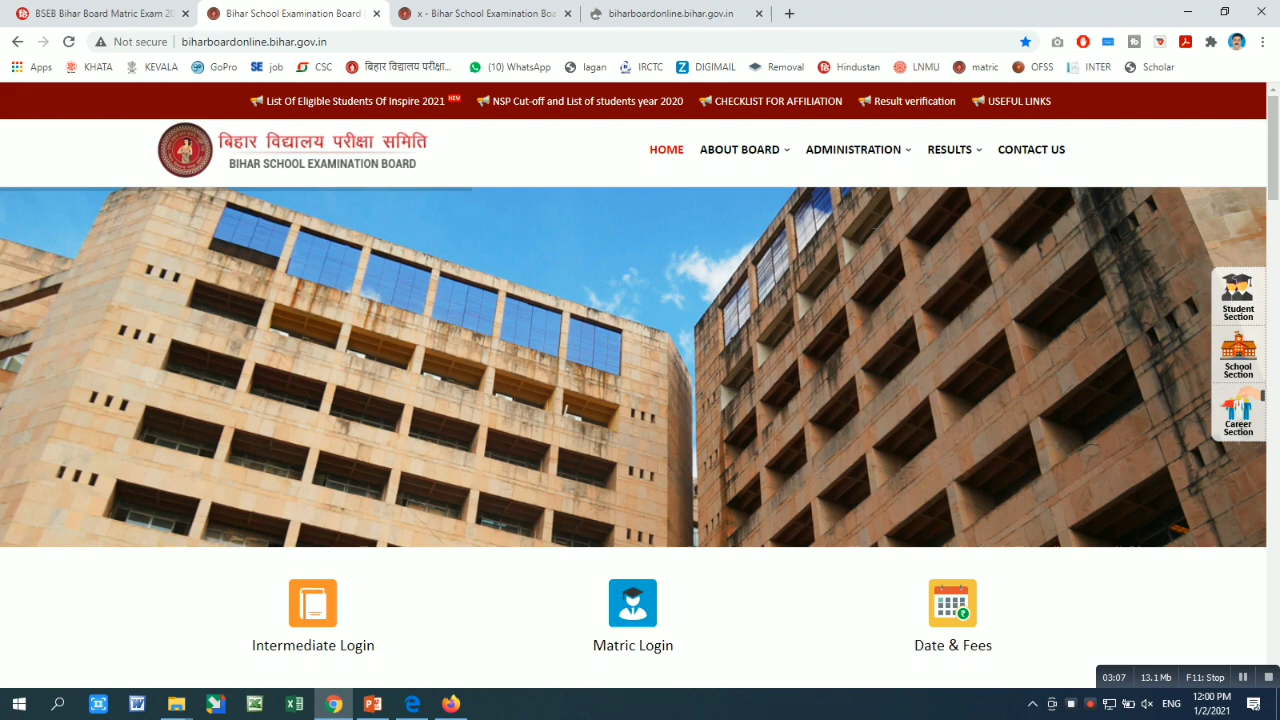 BSEB Board Matric Exam 20
Bihar School Examination Board |
x - Bihar School Examination Boa
biharboardonline.bihar.gov.in
Not secure | biharboardonline.bihar.gov.in
Apps KHATA KEVALA GoPro job CSC बिहार विद्यालय परीक्षा... (10) WhatsApp lagan IRCTC DIGIMAIL Removal Hindustan LNMU matric OFSS INTER Scholar
List Of Eligible Students Of Inspire 2021 NEW NSP Cut-off and List of students year 2020 CHECKLIST FOR AFFILIATION Result verification USEFUL LINKS
बिहार विद्यालय परीक्षा समिति
BIHAR SCHOOL EXAMINATION BOARD
HOME ABOUT BOARD ADMINISTRATION RESULTS CONTACT US
Student
Section
School
Section
Career
Section
Intermediate Login
Matric Login
Date & Fees
03:07 13.1 Mb F11: Stop
ENG
12:00 PM
1/2/2021